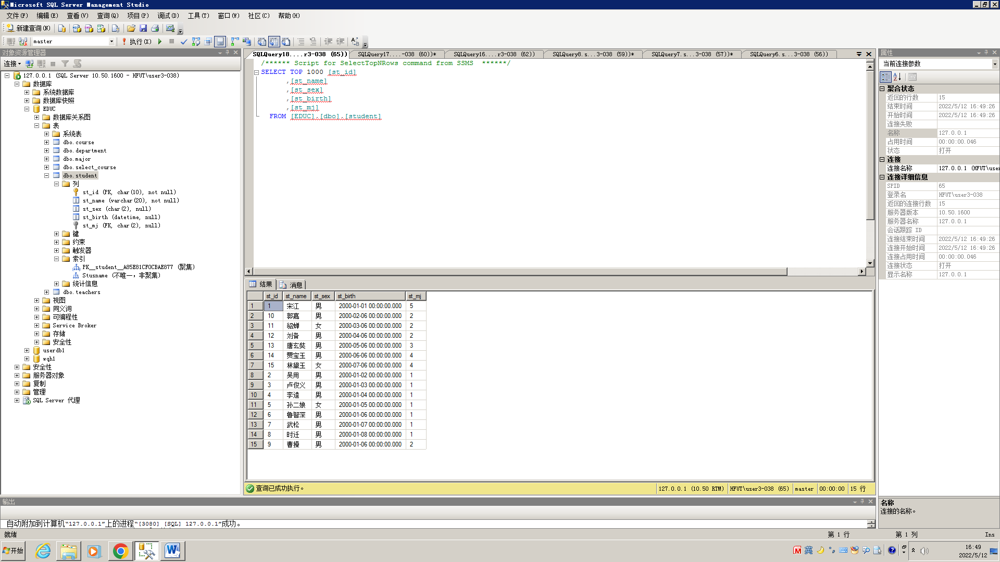 Microsoft SQL Server Management Studio
文件(F) 编辑(E) 查看(V) 查询(Q) 项目(P) 调试(D) 工具(T) 窗口(W) 社区(C) 帮助(H)
新建查询(N)
master 执行(X)
对象资源管理器
连接
127.0.0.1 (SQL Server 10.50.1600 - HFUT\user3-038)
数据库
系统数据库
数据库快照
EDUC
数据库关系图
表
系统表
dbo.course
dbo.department
dbo.major
dbo.select_course
dbo.student
列
st_id (PK, char(10), not null)
st_name (varchar(20), not null)
st_sex (char(2), null)
st_birth (datetime, null)
st_mj (FK, char(2), null)
键
约束
触发器
索引
PK__student__A85E81CF0CBAE877 (聚集)
Stusname (不唯一，非聚集)
统计信息
dbo.teachers
视图
同义词
可编程性
Service Broker
存储
安全性
userdb1
wqh1
安全性
服务器对象
复制
管理
SQL Server 代理
SQLQuery18....r3-038 (65)) SQLQuery17....-038 (60))* SQLQuery16....r3-038 (62)) SQLQuery8.s...3-038 (59))* SQLQuery7.s...3-038 (57))* SQLQuery6.s...3-038 (56))
/****** Script for SelectTopNRows command from SSMS  ******/
SELECT TOP 1000 [st_id]
,[st_name]
,[st_sex]
,[st_birth]
,[st_mj]
FROM [EDUC].[dbo].[student]
结果 消息
st_id st_name st_sex st_birth st_mj
1 1 宋江 男 2000-01-01 00:00:00.000 5
2 10 郭嘉 男 2000-02-06 00:00:00.000 2
3 11 貂蝉 女 2000-03-06 00:00:00.000 2
4 12 刘备 男 2000-04-06 00:00:00.000 2
5 13 唐玄奘 男 2000-05-06 00:00:00.000 3
6 14 贾宝玉 男 2000-06-06 00:00:00.000 4
7 15 林黛玉 女 2000-07-06 00:00:00.000 4
8 2 吴用 男 2000-01-02 00:00:00.000 1
9 3 卢俊义 男 2000-01-03 00:00:00.000 1
10 4 李逵 男 2000-01-04 00:00:00.000 1
11 5 孙二娘 女 2000-01-05 00:00:00.000 1
12 6 鲁智深 男 2000-01-06 00:00:00.000 1
13 7 武松 男 2000-01-07 00:00:00.000 1
14 8 时迁 男 2000-01-08 00:00:00.000 1
15 9 曹操 男 2000-01-06 00:00:00.000 2
查询已成功执行。 127.0.0.1 (10.50 RTM) HFUT\user3-038 (65) master 00:00:00 15 行
属性
当前连接参数
聚合状态
返回的行数 15
结束时间 2022/5/12 16:49:26
开始时间 2022/5/12 16:49:26
连接失败
名称 127.0.0.1
占用时间 00:00:00.046
状态 打开
连接
连接名称 127.0.0.1 (HFUT\user
连接详细信息
SPID 65
登录名 HFUT\user3-038
返回的连接行数 15
服务器版本 10.50.1600
服务器名称 127.0.0.1
会话跟踪 ID
连接结束时间 2022/5/12 16:49:26
连接开始时间 2022/5/12 16:49:26
连接占用时间 00:00:00.046
连接状态 打开
显示名称 127.0.0.1
名称
连接的名称。
输出
自动附加到计算机“127.0.0.1”上的进程“[3080] [SQL] 127.0.0.1”成功。
就绪 第 1 行 第 1 列 Ins
开始 英 16:49
2022/5/12